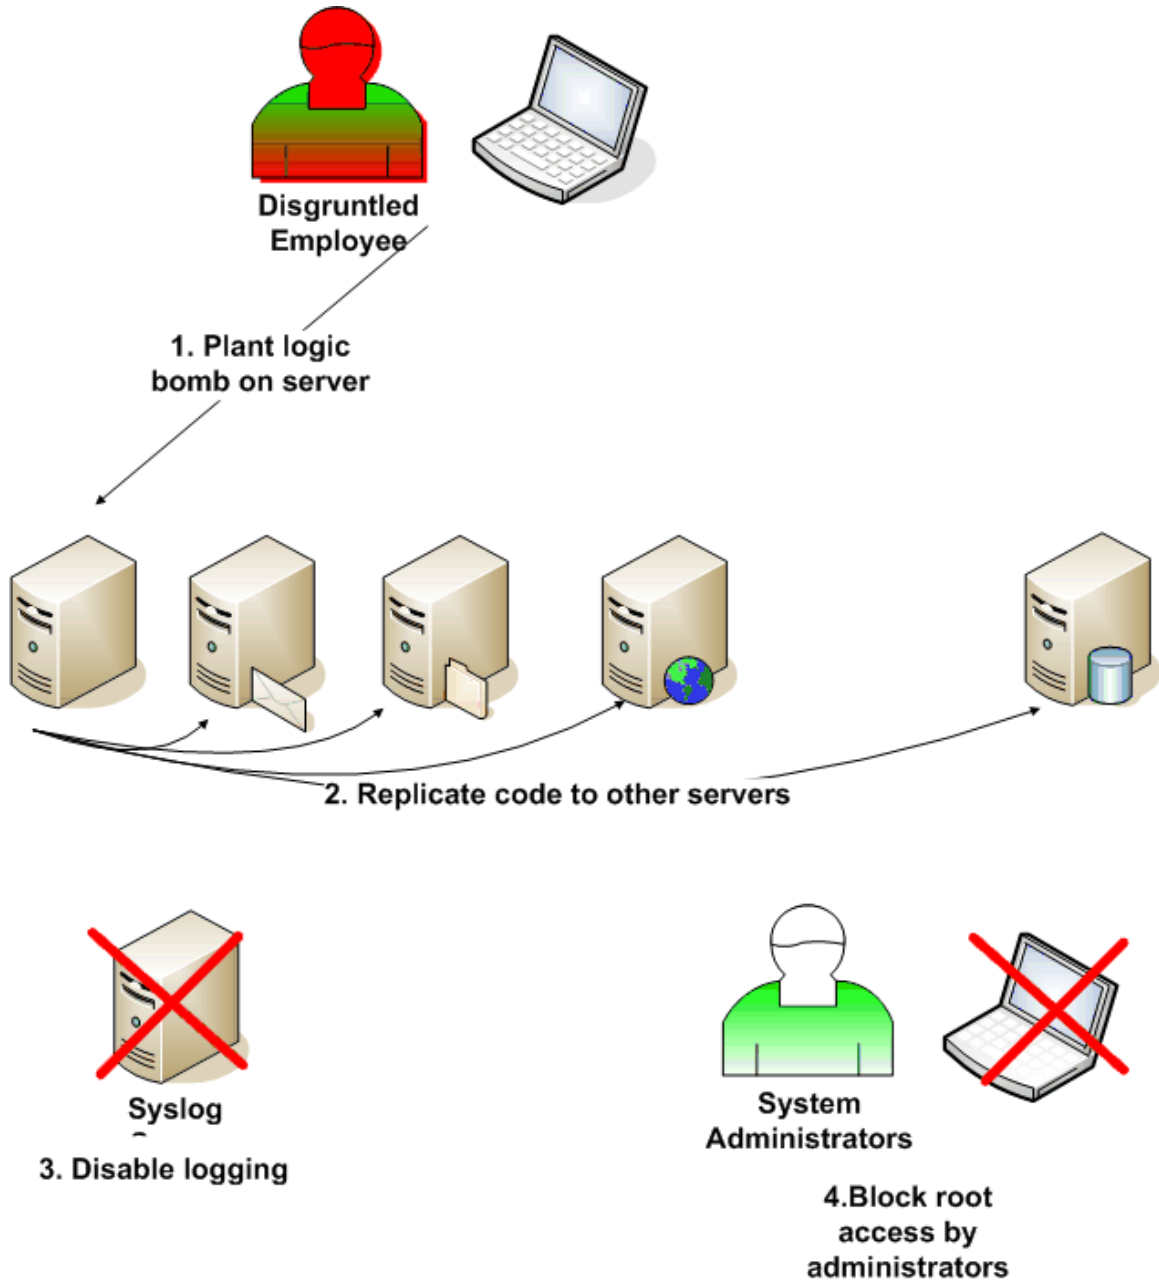 Disgruntled
Employee
1. Plant logic
bomb on server
2. Replicate code to other servers
Syslog
3. Disable logging
System
Administrators
4.Block root
access by
administrators